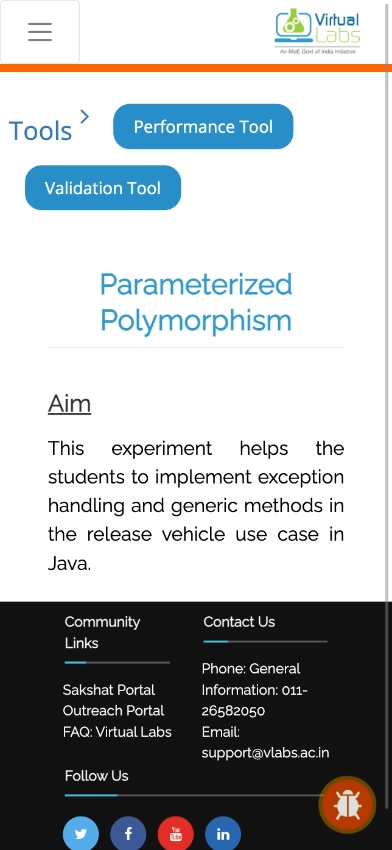 Virtual
Labs
An MoE Govt of India Initiative
Tools
Performance Tool
Validation Tool
Parameterized
Polymorphism
Aim
This experiment helps the
students to implement exception
handling and generic methods in
the release vehicle use case in
Java.
Community
Links
Sakshat Portal
Outreach Portal
FAQ: Virtual Labs
Contact Us
Phone: General
Information: 011-
26582050
Email:
support@vlabs.ac.in
Follow Us
You
Tube
in